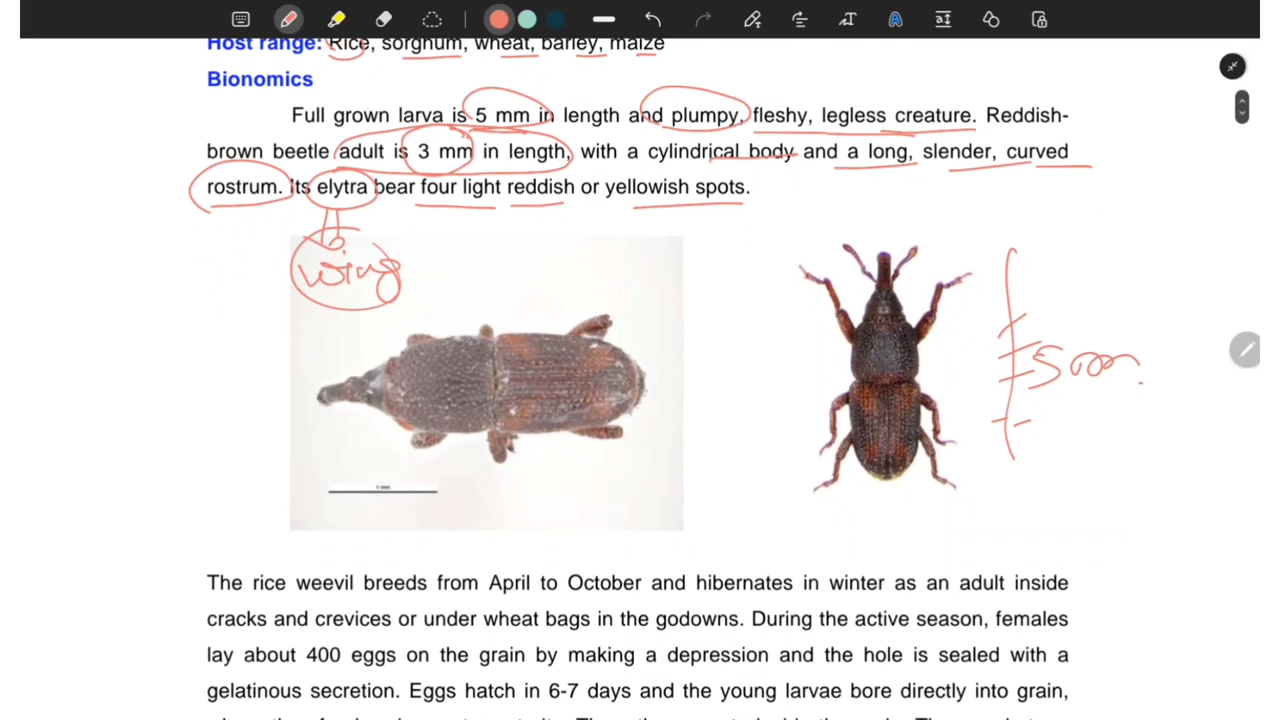 Host range: Rice, sorghum, wheat, barley, maize
Bionomics
Full grown larva is 5 mm in length and plumpy, fleshy, legless creature. Reddish-
brown beetle adult is 3 mm in length, with a cylindrical body and a long, slender, curved
rostrum. Its elytra bear four light reddish or yellowish spots.
wing
5 mm
1 mm
The rice weevil breeds from April to October and hibernates in winter as an adult inside
cracks and crevices or under wheat bags in the godowns. During the active season, females
lay about 400 eggs on the grain by making a depression and the hole is sealed with a
gelatinous secretion. Eggs hatch in 6-7 days and the young larvae bore directly into grain,